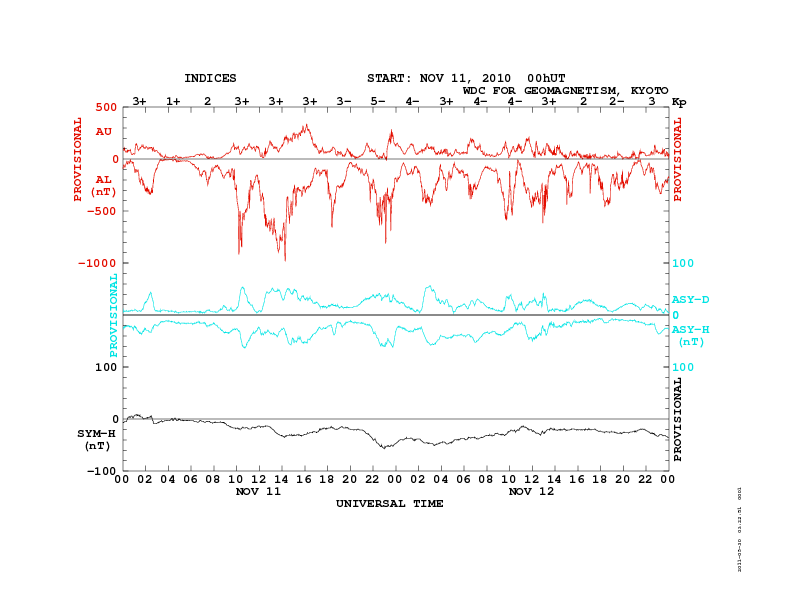 INDICES START: NOV 11, 2010 00hUT
WDC FOR GEOMAGNETISM, KYOTO
3+ 1+ 2 3+ 3+ 3+ 3- 5- 4- 3+ 4- 4- 3+ 2 2- 3 Kp
500
AU
0
AL
(nT)
-500
-1000
PROVISIONAL
PROVISIONAL
100
ASY-D
0
ASY-H
(nT)
100
PROVISIONAL
100
0
SYM-H
(nT)
-100
PROVISIONAL
00 02 04 06 08 10 12 14 16 18 20 22 00 02 04 06 08 10 12 14 16 18 20 22 00
NOV 11 NOV 12
UNIVERSAL TIME